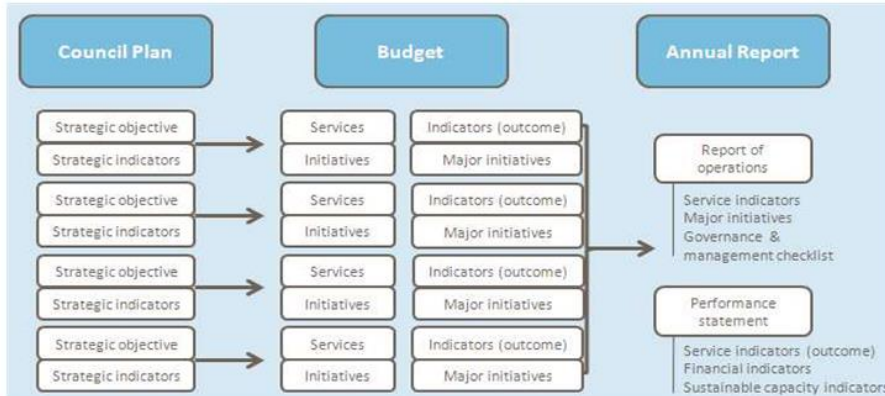 Council Plan
Budget
Annual Report
Strategic objective
Strategic indicators
Services
Initiatives
Indicators (outcome)
Major initiatives
Strategic objective
Strategic indicators
Services
Initiatives
Indicators (outcome)
Major initiatives
Strategic objective
Strategic indicators
Services
Initiatives
Indicators (outcome)
Major initiatives
Strategic objective
Strategic indicators
Services
Initiatives
Indicators (outcome)
Major initiatives
Report of
operations
Service indicators
Major initiatives
Governance &
management checklist
Performance
statement
Service indicators (outcome)
Financial indicators
Sustainable capacity indicators